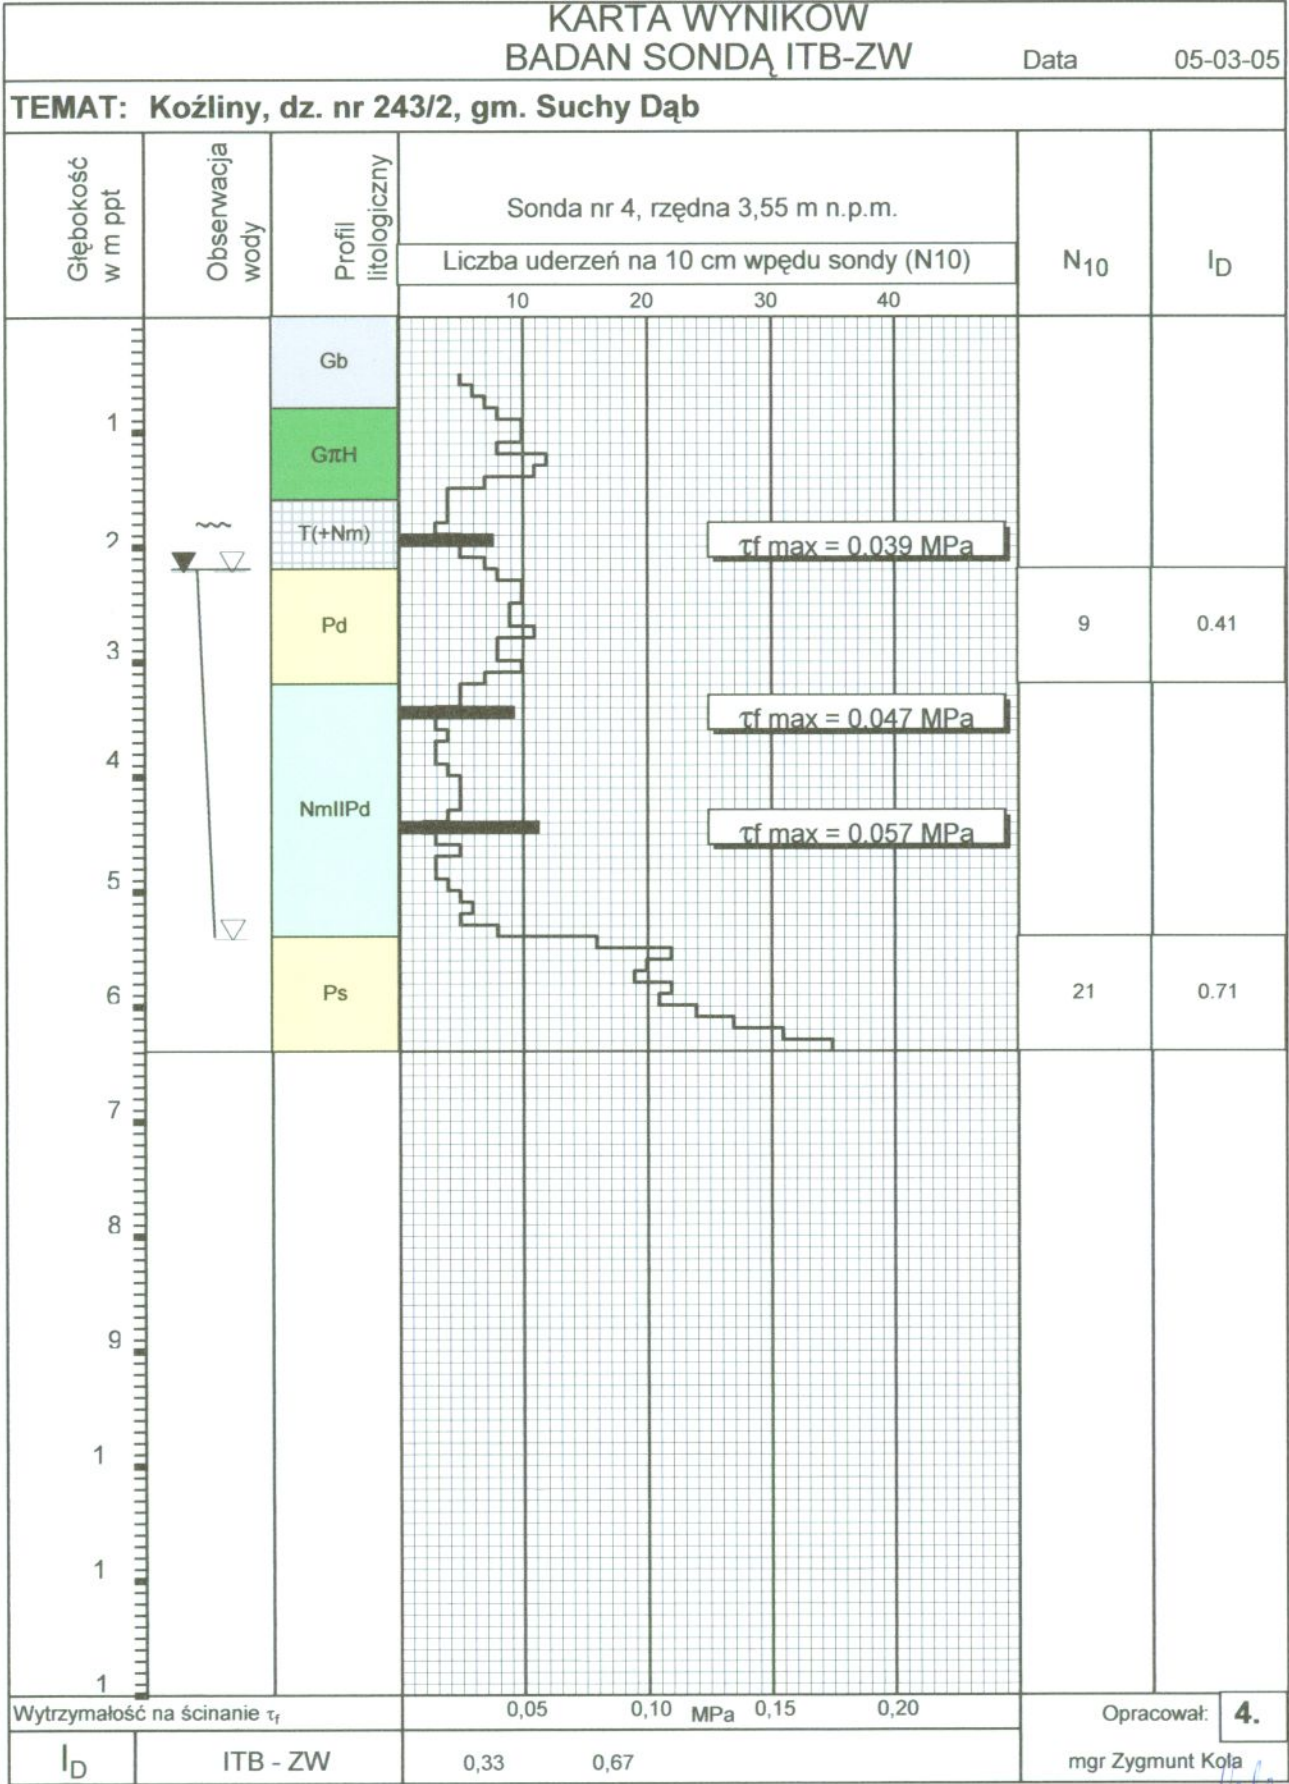 KARTA WYNIKOW
BADAN SONDĄ ITB-ZW
Data 05-03-05
TEMAT: Koźliny, dz. nr 243/2, gm. Suchy Dąb
Głębokość
w m ppt
Obserwacja
wody
Profil
litologiczny
Sonda nr 4, rzędna 3,55 m n.p.m.
Liczba uderzeń na 10 cm wpędu sondy (N10)
10 20 30 40
N10
ID
Gb
1
GπH
T(+Nm)
2
τf max = 0.039 MPa
Pd
9
0.41
3
τf max = 0.047 MPa
4
NmIIPd
τf max = 0.057 MPa
5
Ps
6
21
0.71
7
8
9
1
1
1
Wytrzymałość na ścinanie τf
0,05 0,10 MPa 0,15 0,20
Opracował: 4.
ID ITB - ZW 0,33 0,67
mgr Zygmunt Kola